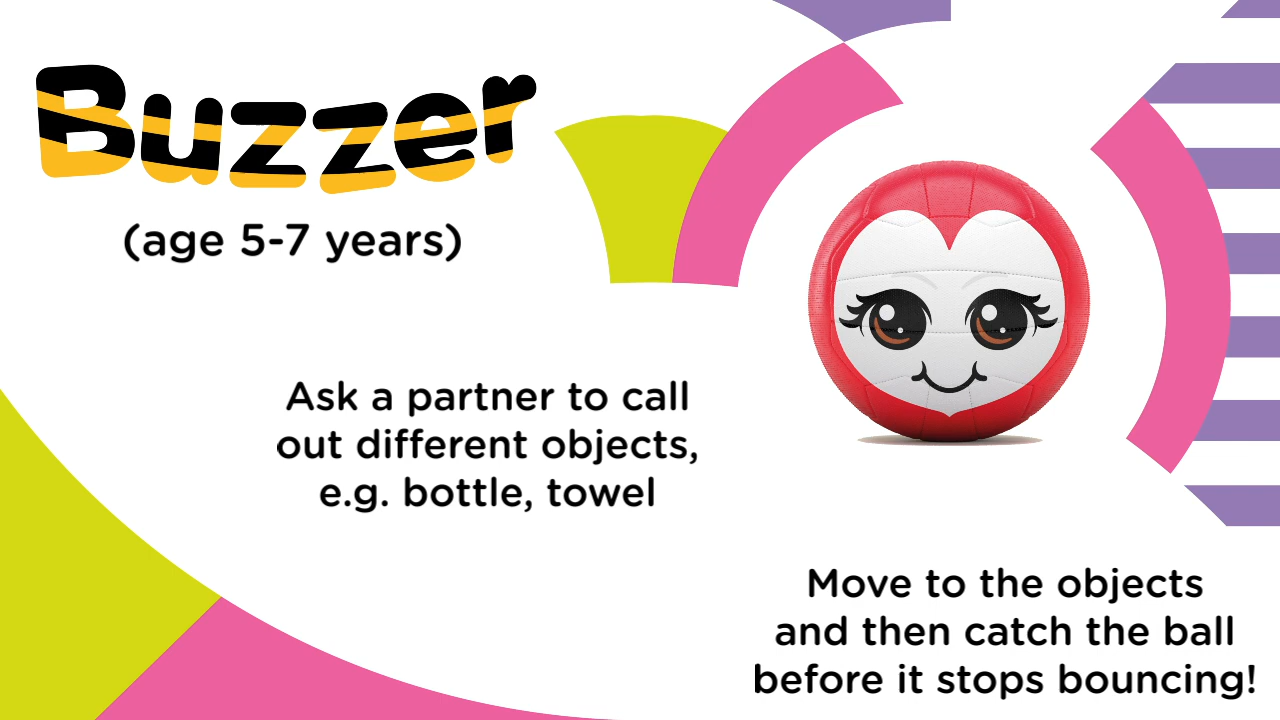 Buzzer
(age 5-7 years)
Ask a partner to call
out different objects,
e.g. bottle, towel
Move to the objects
and then catch the ball
before it stops bouncing!